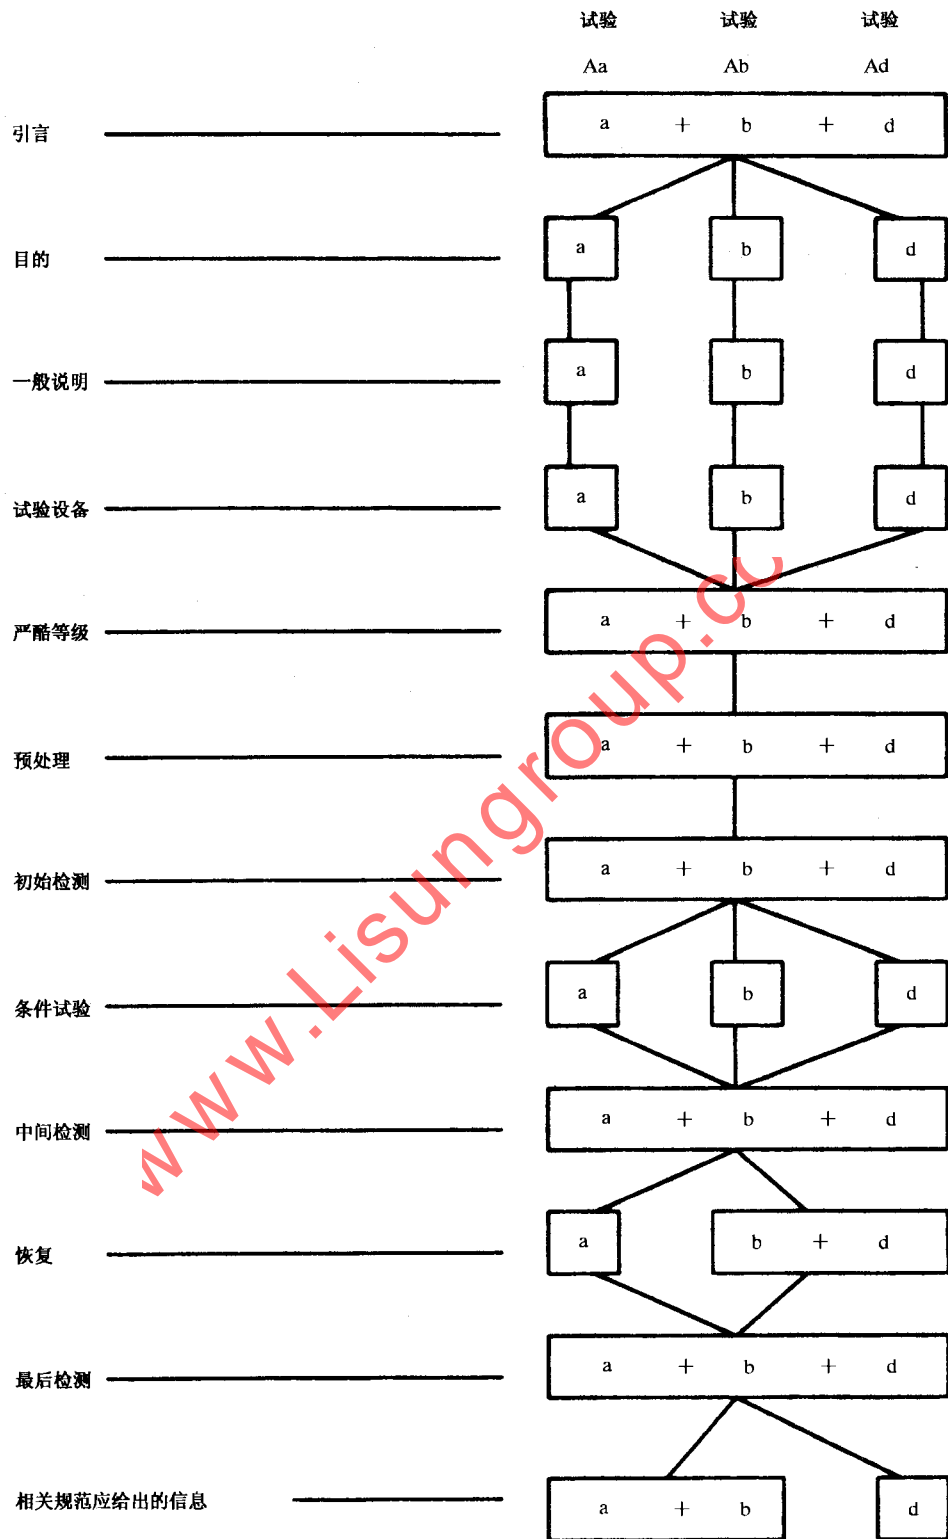 试验 试验 试验
Aa Ab Ad
引言 a + b + d
目的 a b d
一般说明 a b d
试验设备 a b d
严酷等级 a + b + d
预处理 a + b + d
初始检测 a + b + d
条件试验 a b d
中间检测 a + b + d
恢复 a b + d
最后检测 a + b + d
相关规范应给出的信息 a + b d
www.Lisungroup.cc